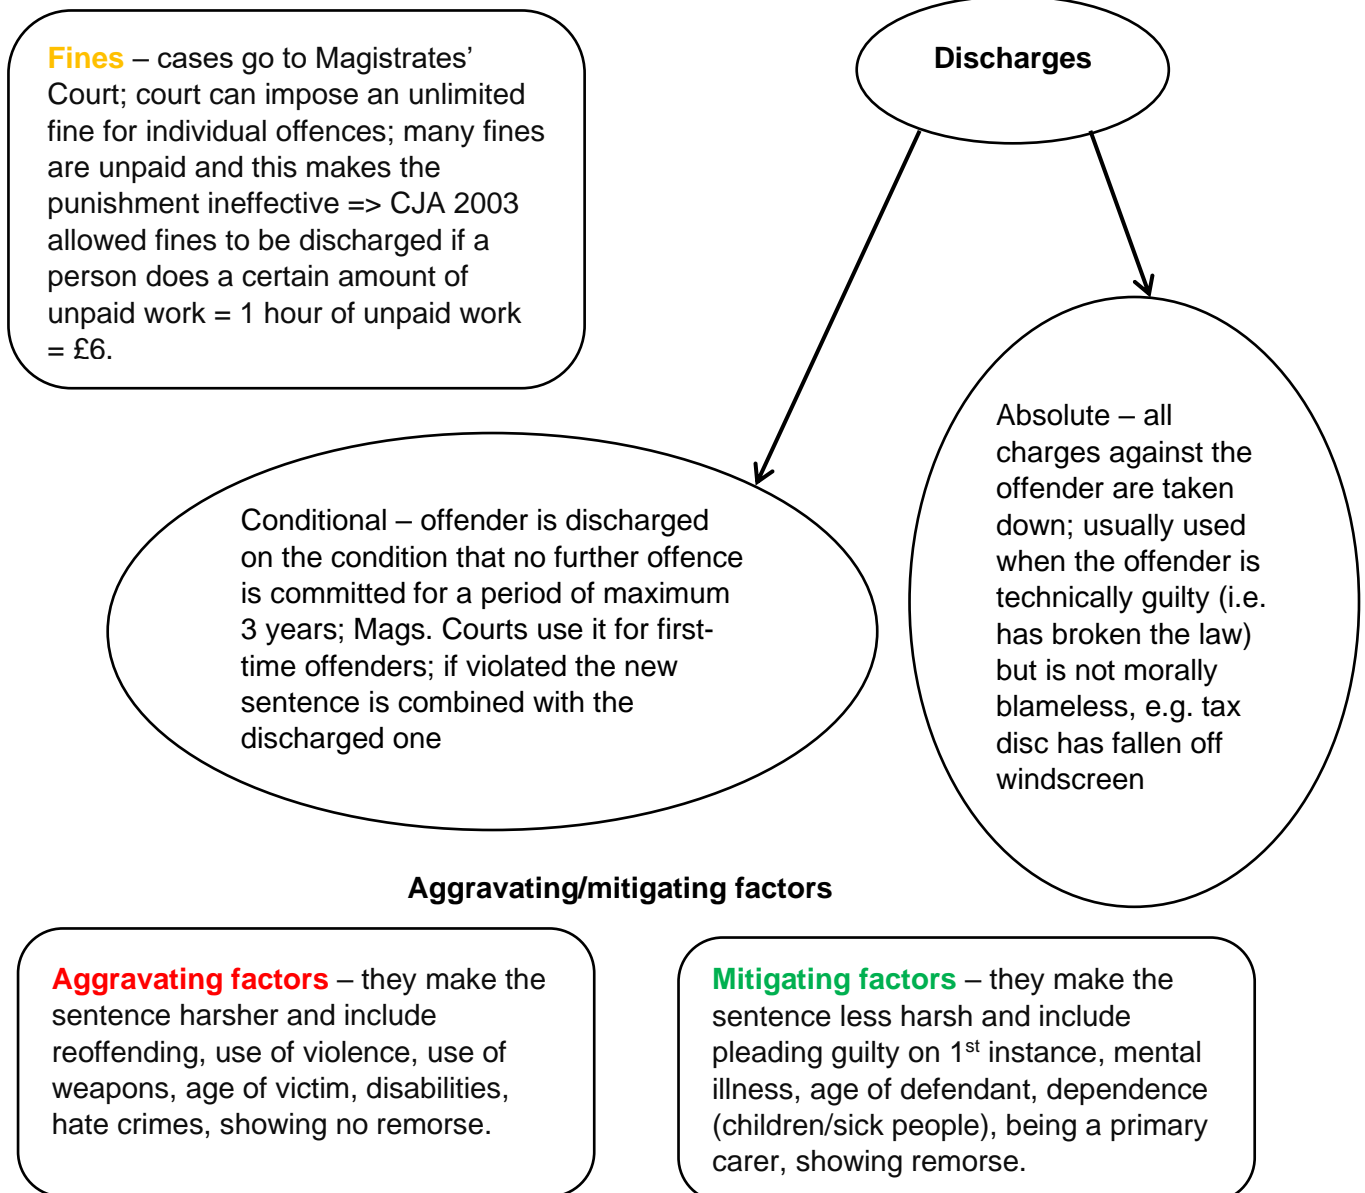 Fines – cases go to Magistrates’
Court; court can impose an unlimited
fine for individual offences; many fines
are unpaid and this makes the
punishment ineffective => CJA 2003
allowed fines to be discharged if a
person does a certain amount of
unpaid work = 1 hour of unpaid work
= £6.
Discharges
Conditional – offender is discharged
on the condition that no further offence
is committed for a period of maximum
3 years; Mags. Courts use it for first-
time offenders; if violated the new
sentence is combined with the
discharged one
Absolute – all
charges against the
offender are taken
down; usually used
when the offender is
technically guilty (i.e.
has broken the law)
but is not morally
blameless, e.g. tax
disc has fallen off
windscreen
Aggravating/mitigating factors
Aggravating factors – they make the
sentence harsher and include
reoffending, use of violence, use of
weapons, age of victim, disabilities,
hate crimes, showing no remorse.
Mitigating factors – they make the
sentence less harsh and include
pleading guilty on 1st instance, mental
illness, age of defendant, dependence
(children/sick people), being a primary
carer, showing remorse.